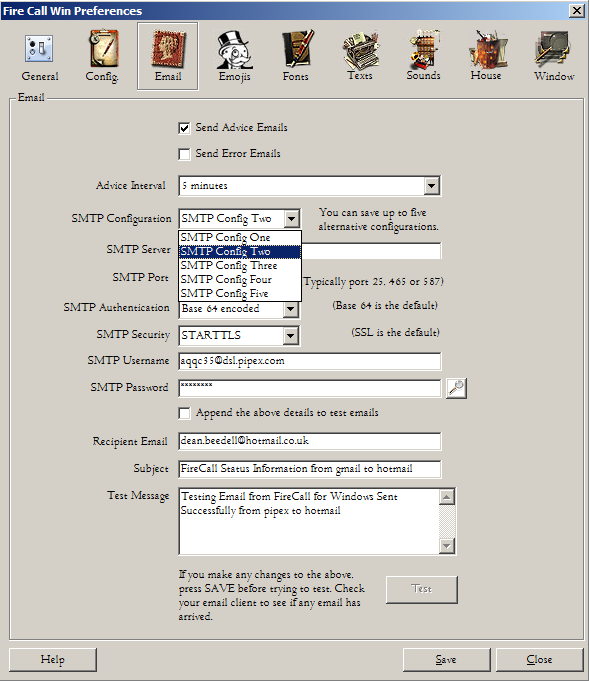 Fire Call Win Preferences
General Config. Email Emojis Fonts Texts Sounds House Window
Email
Send Advice Emails
Send Error Emails
Advice Interval 5 minutes
SMTP Configuration SMTP Config Two
You can save up to five
alternative configurations.
SMTP Config One
SMTP Config Two
SMTP Config Three
SMTP Config Four
SMTP Config Five
SMTP Server
SMTP Port Typically port 25, 465 or 587)
SMTP Authentication Base 64 encoded (Base 64 is the default)
SMTP Security STARTTLS (SSL is the default)
SMTP Username aqqc35@dsl.pipex.com
SMTP Password ********
Append the above details to test emails
Recipient Email dean.beedell@hotmail.co.uk
Subject FireCall Status Information from gmail to hotmail
Test Message Testing Email from FireCall for Windows Sent
Successfully from pipex to hotmail
If you make any changes to the above,
press SAVE before trying to test. Check
your email client to see if any email has
arrived.
Test
Help Save Close